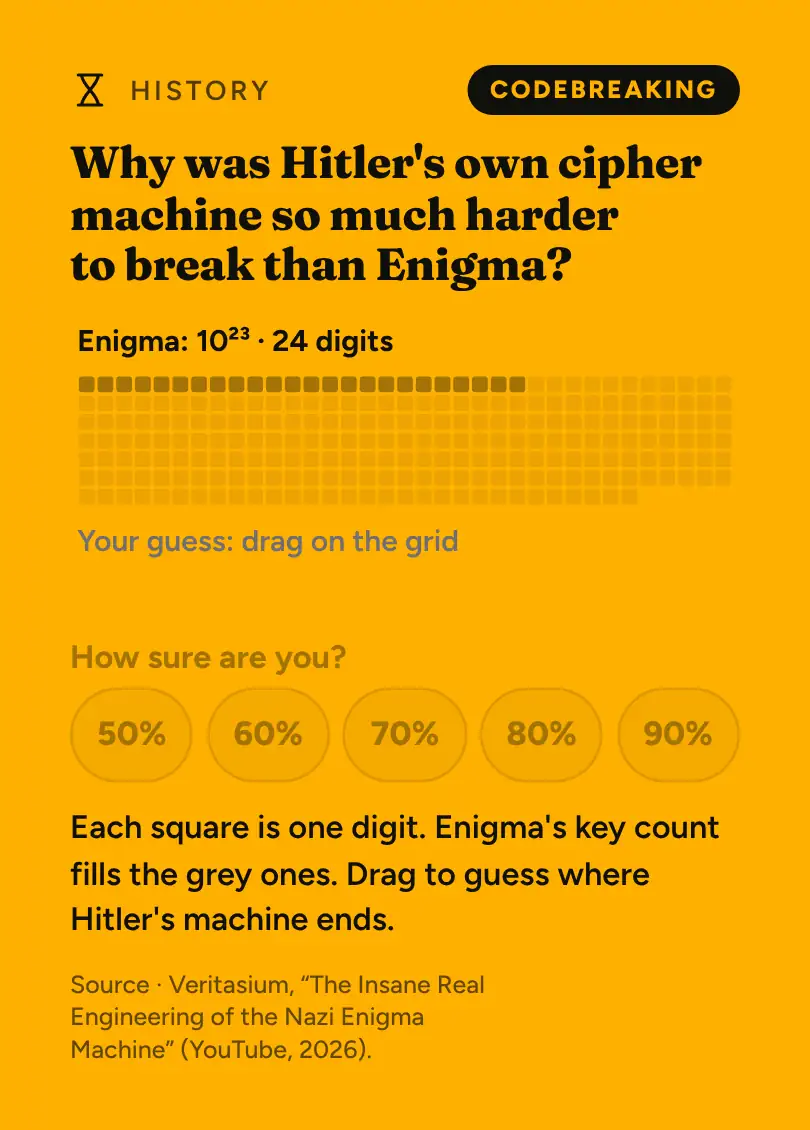 HISTORY
CODEBREAKING
Why was Hitler's own cipher
machine so much harder
to break than Enigma?
Enigma: 10²³ · 24 digits
Your guess: drag on the grid
How sure are you?
50% 60% 70% 80% 90%
Each square is one digit. Enigma's key count
fills the grey ones. Drag to guess where
Hitler's machine ends.
Source · Veritasium, “The Insane Real
Engineering of the Nazi Enigma
Machine” (YouTube, 2026).